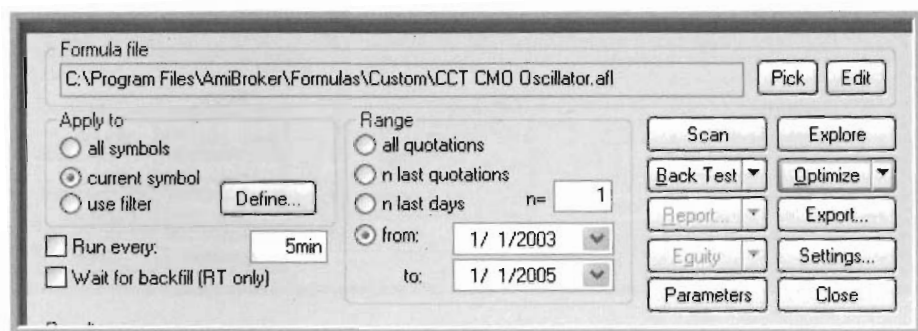 Formula file
C:\Program Files\AmiBroker\Formulas\Custom\CCT CMO Oscillator.afl
Pick
Edit
Apply to
all symbols
current symbol
use filter
Define...
Run every:
5min
Wait for backfill (RT only)
Range
all quotations
n last quotations
n last days
n=
1
from:
1/ 1/2003
to:
1/ 1/2005
Scan
Explore
Back Test
Optimize
Report...
Export...
Equity
Settings...
Parameters
Close